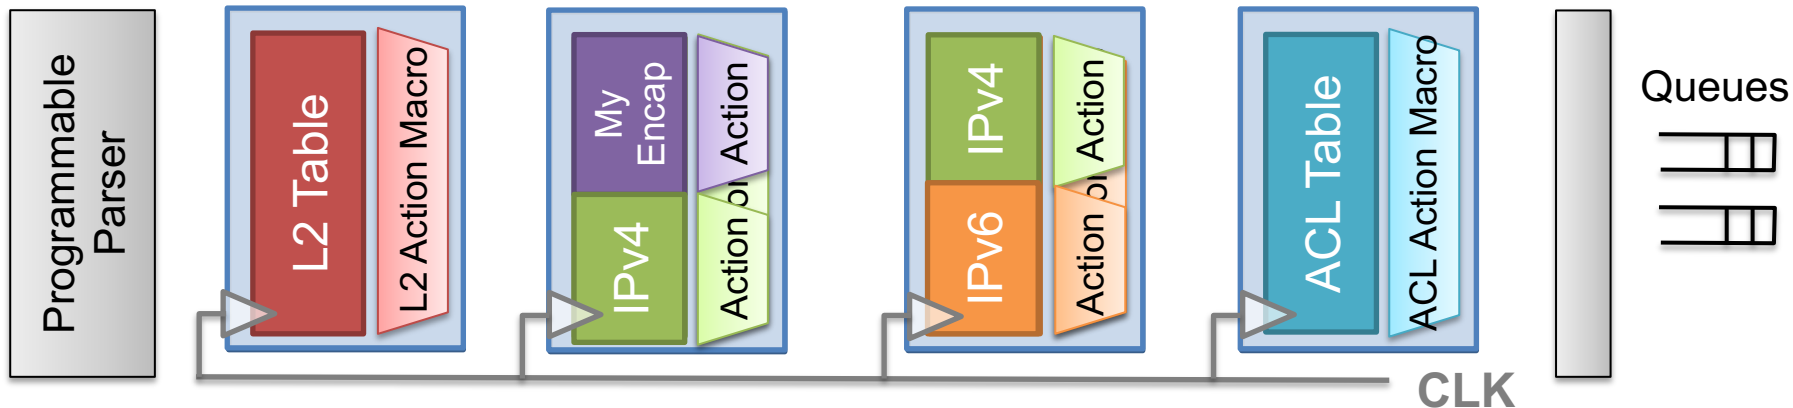 Programmable
Parser
L2 Table
L2 Action Macro
My
Encap
Action
IPv4
Action
IPv4
Action
IPv6
Action
ACL Table
ACL Action Macro
Queues
CLK